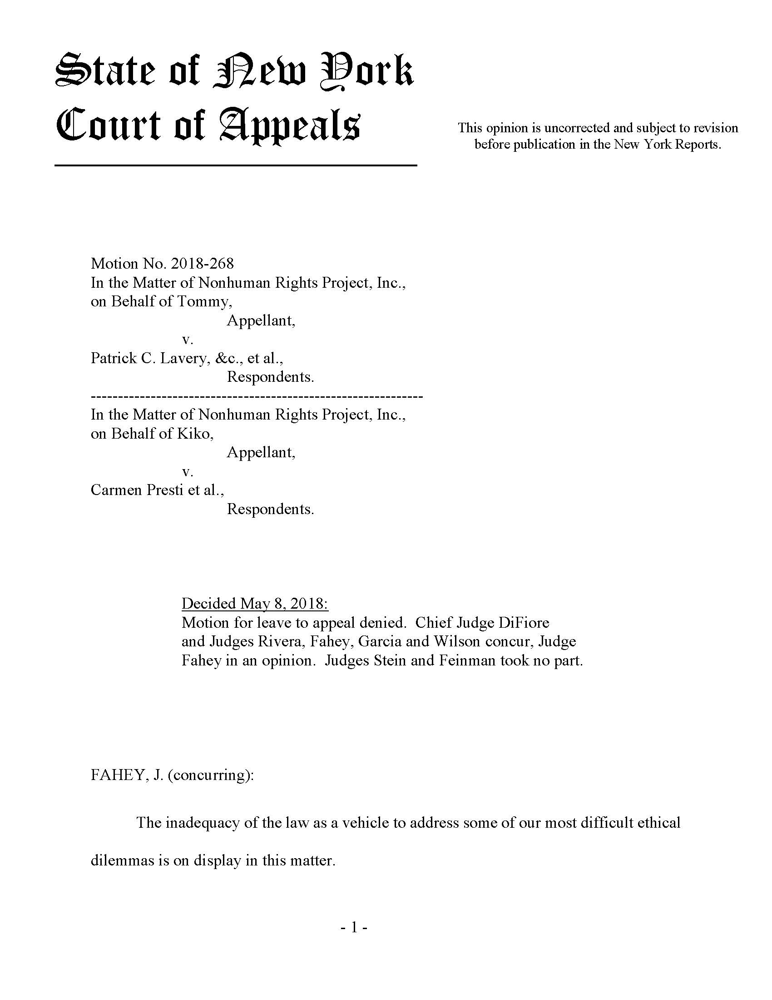 State of New York
Court of Appeals
This opinion is uncorrected and subject to revision
before publication in the New York Reports.
Motion No. 2018-268
In the Matter of Nonhuman Rights Project, Inc.,
on Behalf of Tommy,
Appellant,
v.
Patrick C. Lavery, &c., et al.,
Respondents.
-------------------------------------------------------------
In the Matter of Nonhuman Rights Project, Inc.,
on Behalf of Kiko,
Appellant,
v.
Carmen Presti et al.,
Respondents.
Decided May 8, 2018:
Motion for leave to appeal denied.  Chief Judge DiFiore
and Judges Rivera, Fahey, Garcia and Wilson concur, Judge
Fahey in an opinion.  Judges Stein and Feinman took no part.
FAHEY, J. (concurring):
The inadequacy of the law as a vehicle to address some of our most difficult ethical
dilemmas is on display in this matter.
- 1 -